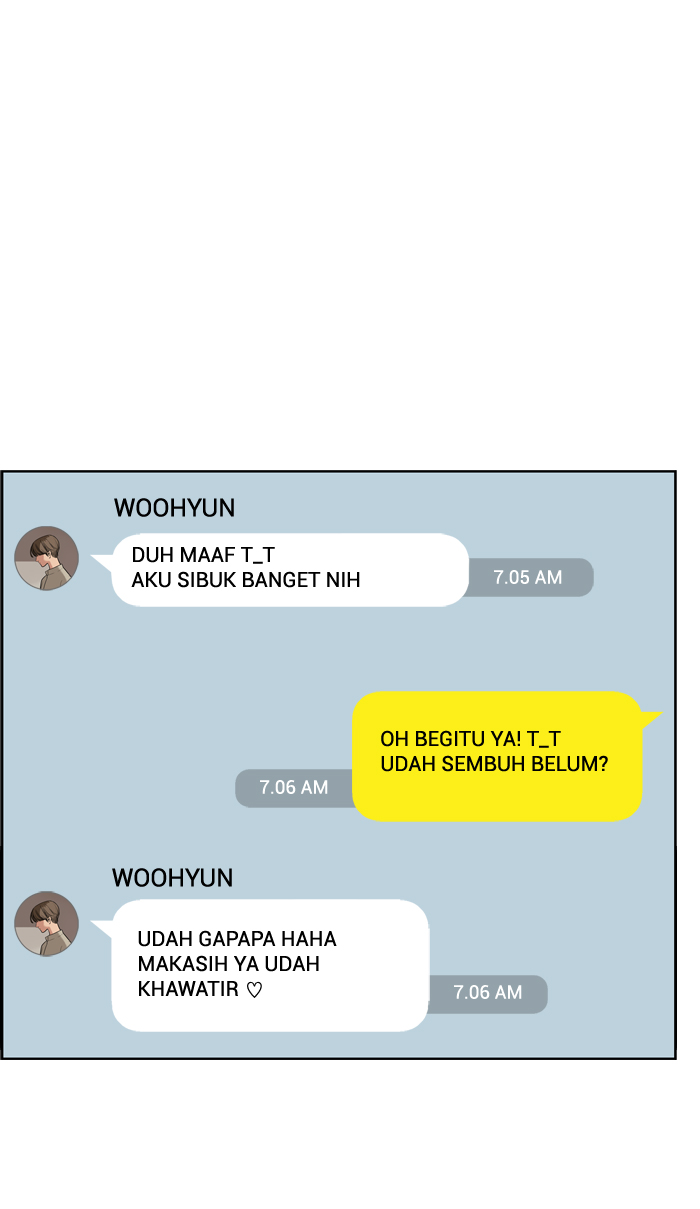 WOOHYUN
DUH MAAF T_T
AKU SIBUK BANGET NIH
7.05 AM
OH BEGITU YA! T_T
UDAH SEMBUH BELUM?
7.06 AM
WOOHYUN
UDAH GAPAPA HAHA
MAKASIH YA UDAH
KHAWATIR ♡
7.06 AM